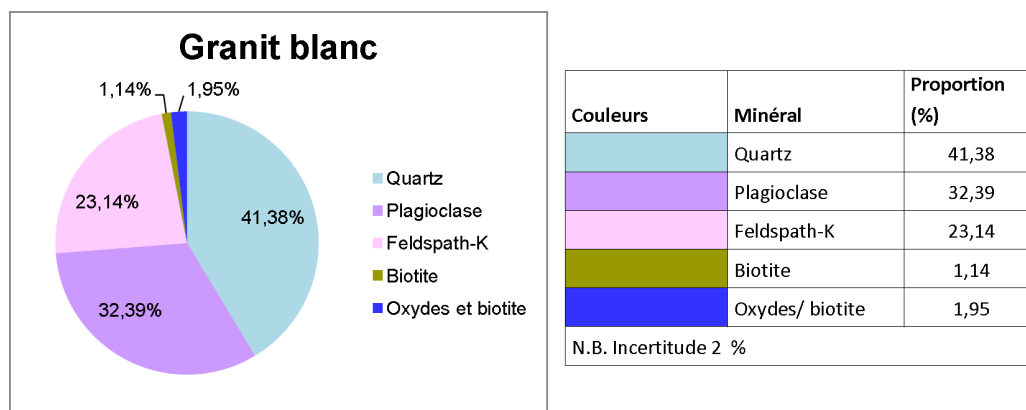 Granit blanc
1,14%
1,95%
23,14%
41,38%
32,39%
Quartz
Plagioclase
Feldspath-K
Biotite
Oxydes et biotite
Couleurs Minéral Proportion (%)
Quartz 41,38
Plagioclase 32,39
Feldspath-K 23,14
Biotite 1,14
Oxydes/ biotite 1,95
N.B. Incertitude 2 %